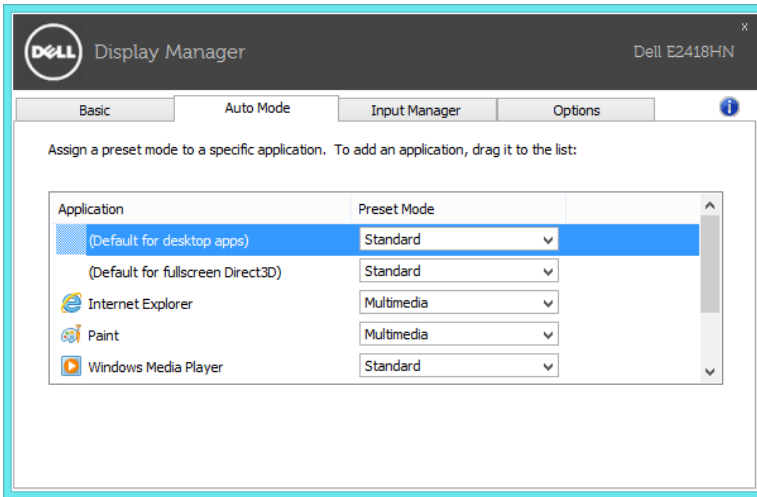 DELL Display Manager x
Dell E2418HN
Basic Auto Mode Input Manager Options i
Assign a preset mode to a specific application. To add an application, drag it to the list:
Application Preset Mode
(Default for desktop apps) Standard
(Default for fullscreen Direct3D) Standard
Internet Explorer Multimedia
Paint Multimedia
Windows Media Player Standard